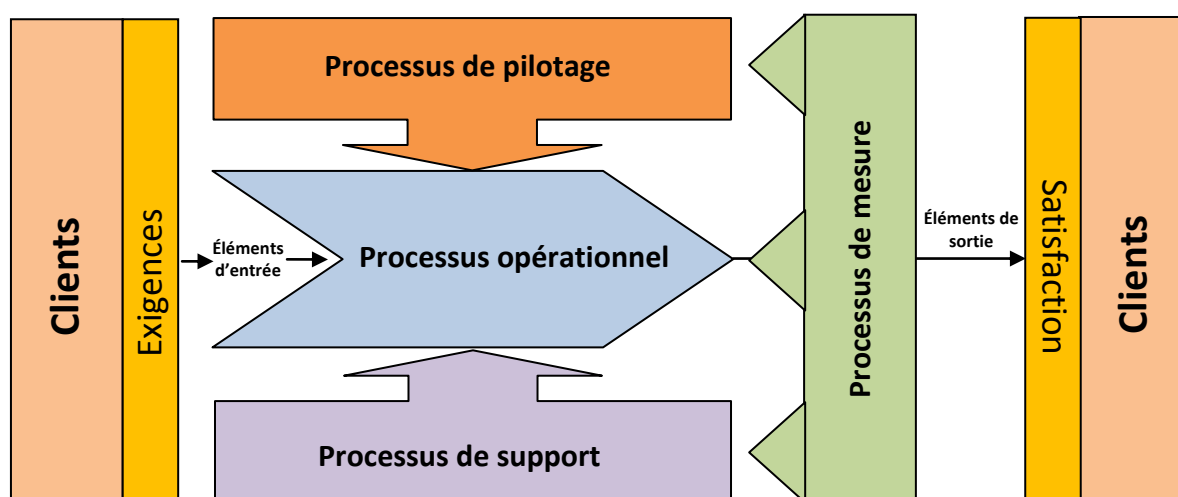 Clients
Exigences
Processus de pilotage
Éléments
d'entrée
Processus opérationnel
Processus de support
Processus de mesure
Éléments de
sortie
Satisfaction
Clients